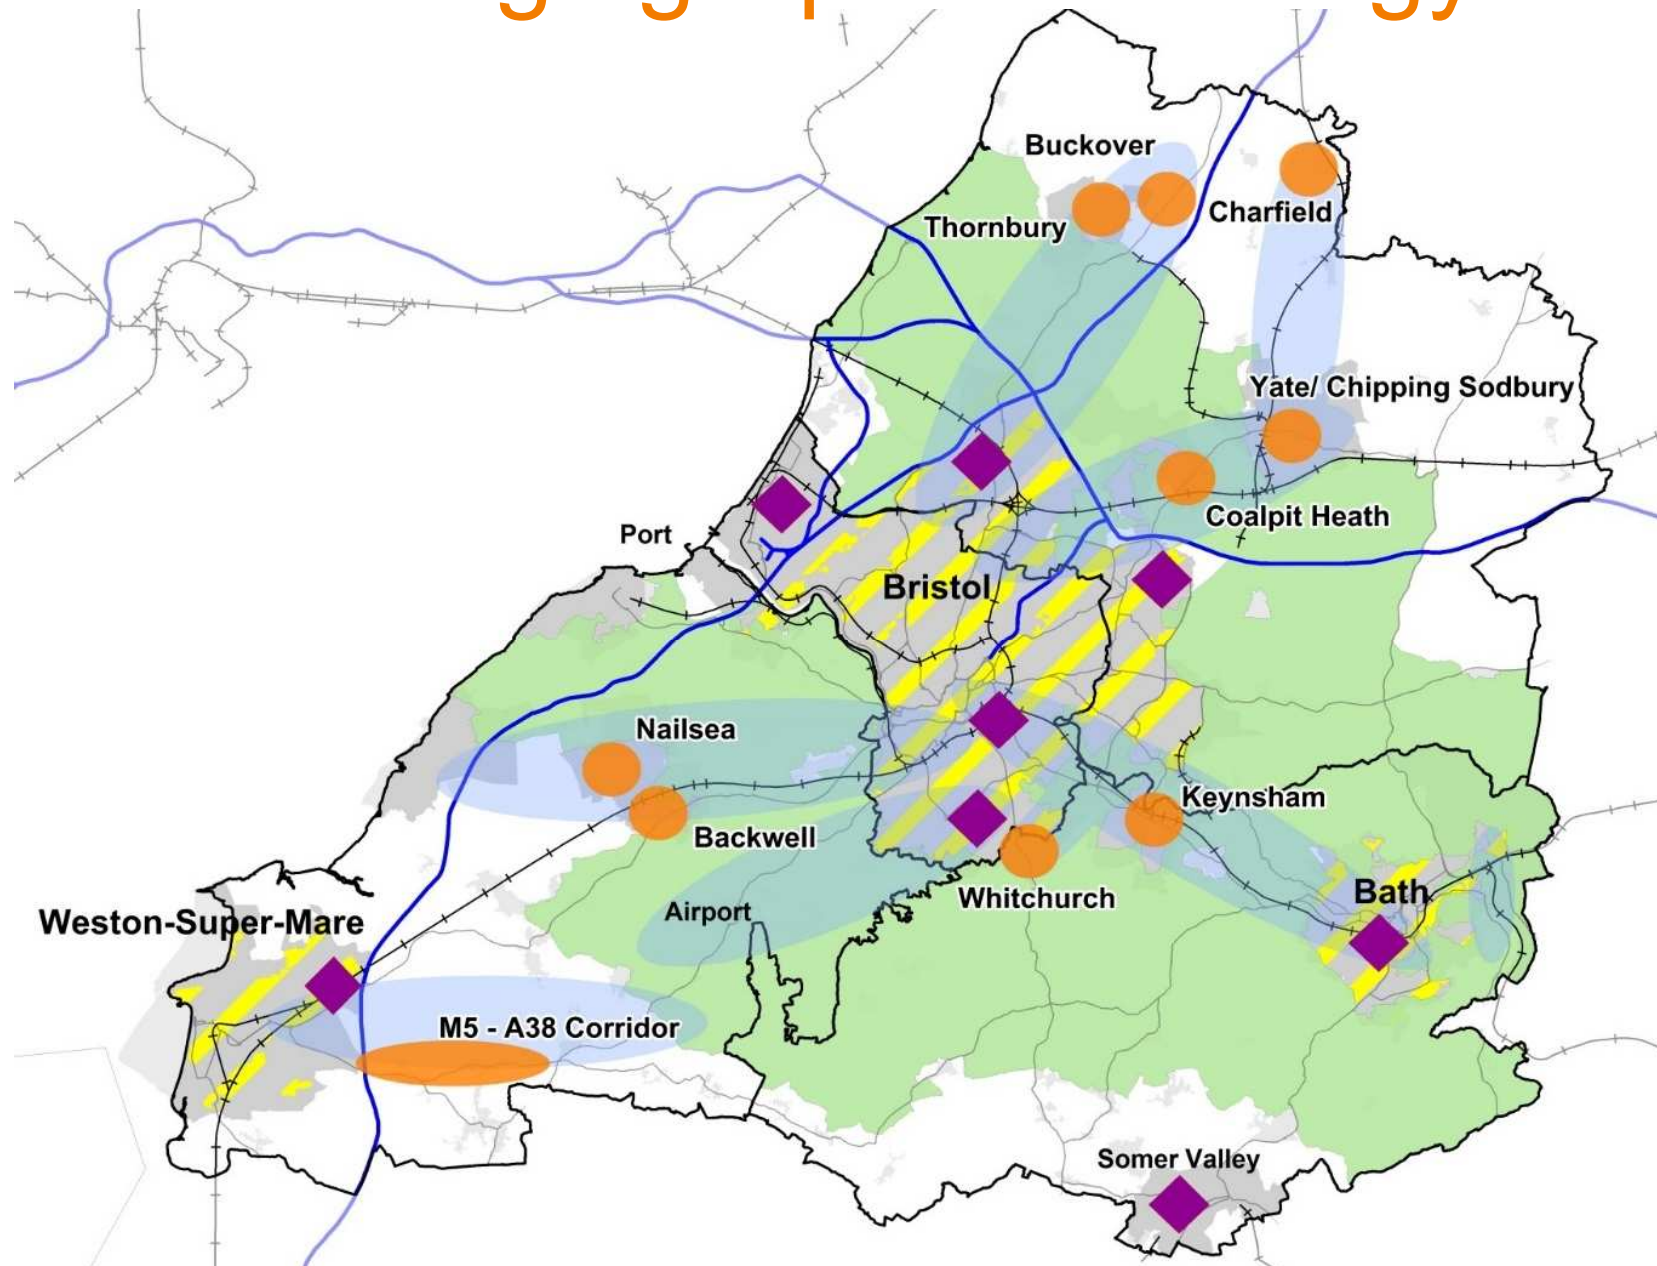 Buckover
Charfield
Thornbury
Yate/ Chipping Sodbury
Coalpit Heath
Port
Bristol
Nailsea
Keynsham
Backwell
Bath
Whitchurch
Airport
Weston-Super-Mare
M5 - A38 Corridor
Somer Valley